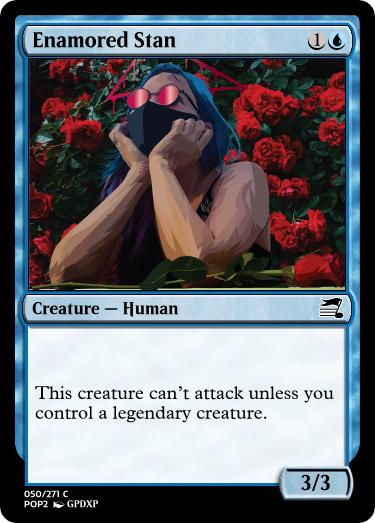 Enamored Stan 1
Creature — Human
This creature can't attack unless you
control a legendary creature.
3/3
050/271 C
POP2 GPDXP